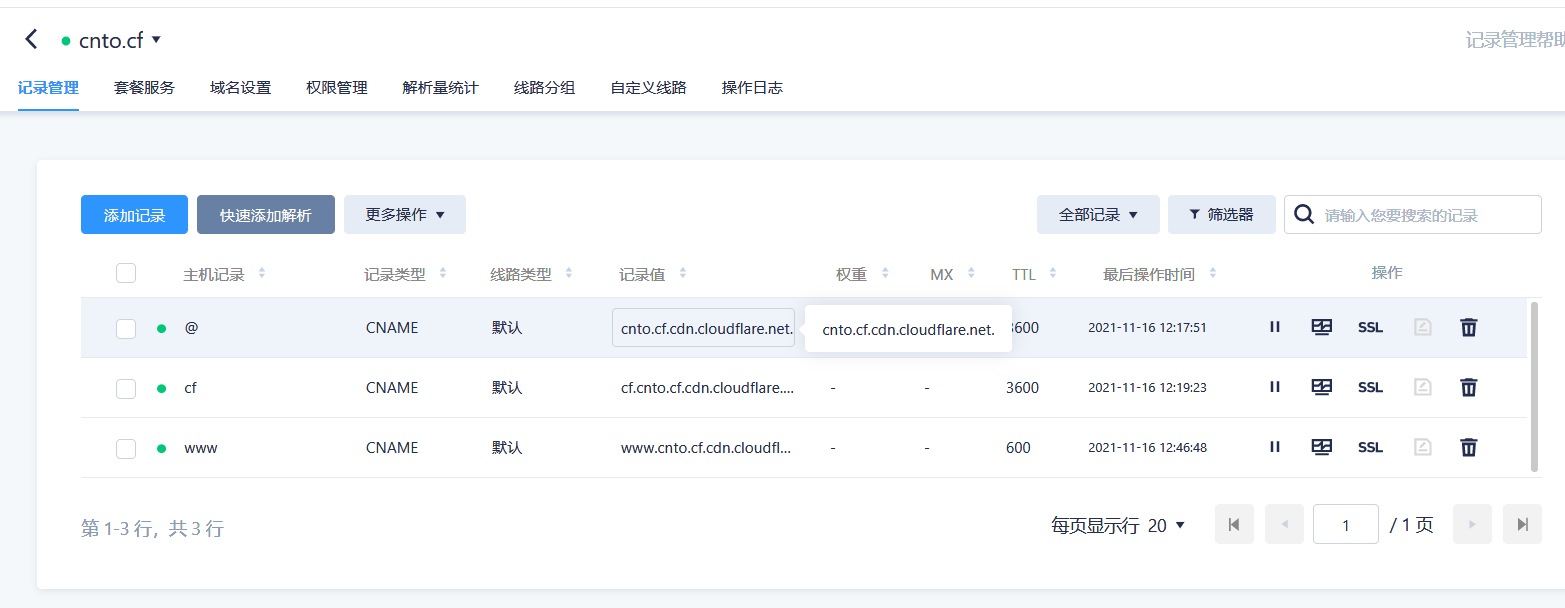 cnto.cf
记录管理帮助
记录管理 套餐服务 域名设置 权限管理 解析量统计 线路分组 自定义线路 操作日志
添加记录 快速添加解析 更多操作 全部记录 筛选器 请输入您要搜索的记录
主机记录 记录类型 线路类型 记录值 权重 MX TTL 最后操作时间 操作
@ CNAME 默认 cnto.cf.cdn.cloudflare.net. cnto.cf.cdn.cloudflare.net. 3600 2021-11-16 12:17:51 SSL
cf CNAME 默认 cf.cnto.cf.cdn.cloudflare.... - - 3600 2021-11-16 12:19:23 SSL
www CNAME 默认 www.cnto.cf.cdn.cloudfl... - - 600 2021-11-16 12:46:48 SSL
第 1-3 行，共 3 行 每页显示行 20 1 / 1 页